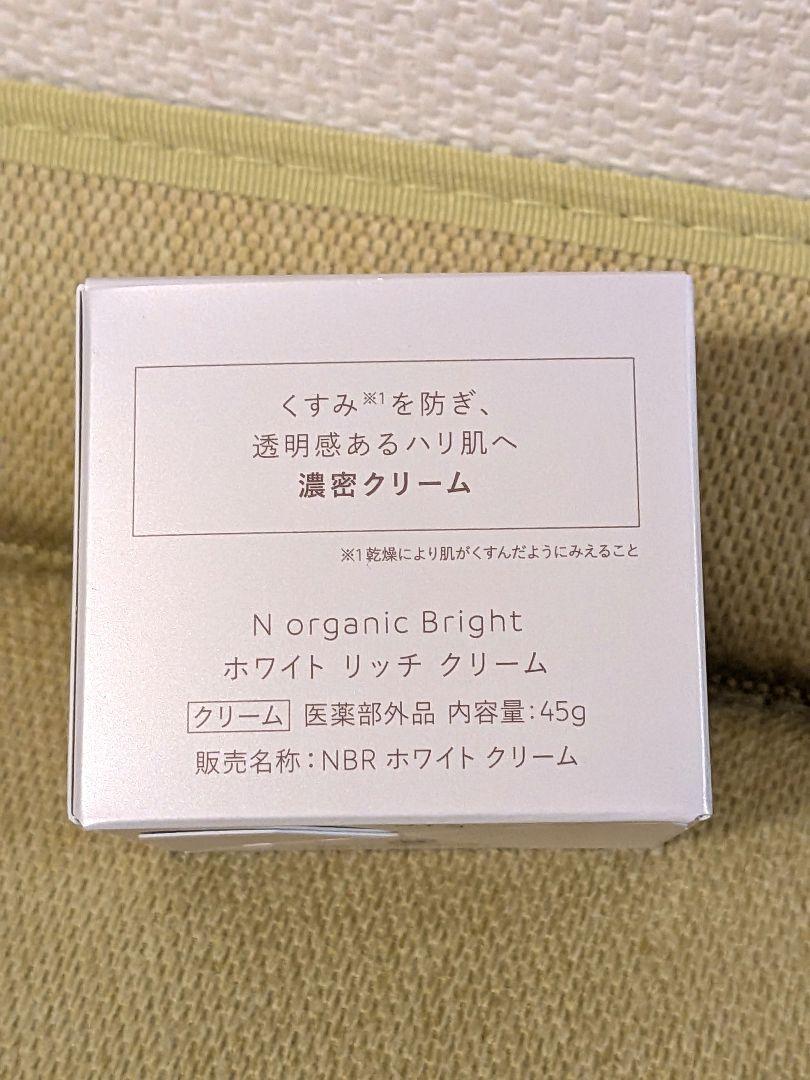 くすみ※1を防ぎ、
透明感あるハリ肌へ
濃密クリーム
※1 乾燥により肌がくすんだようにみえること
N organic Bright
ホワイト リッチ クリーム
クリーム 医薬部外品 内容量:45g
販売名称:NBR ホワイト クリーム